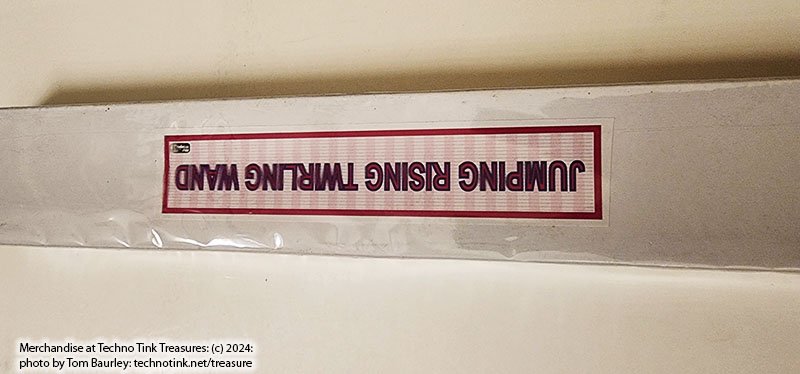 JUMPING RISING TWIRLING WAND
Merchandise at Techno Tink Treasures: (c) 2024:
photo by Tom Baurley: technotink.net/treasure